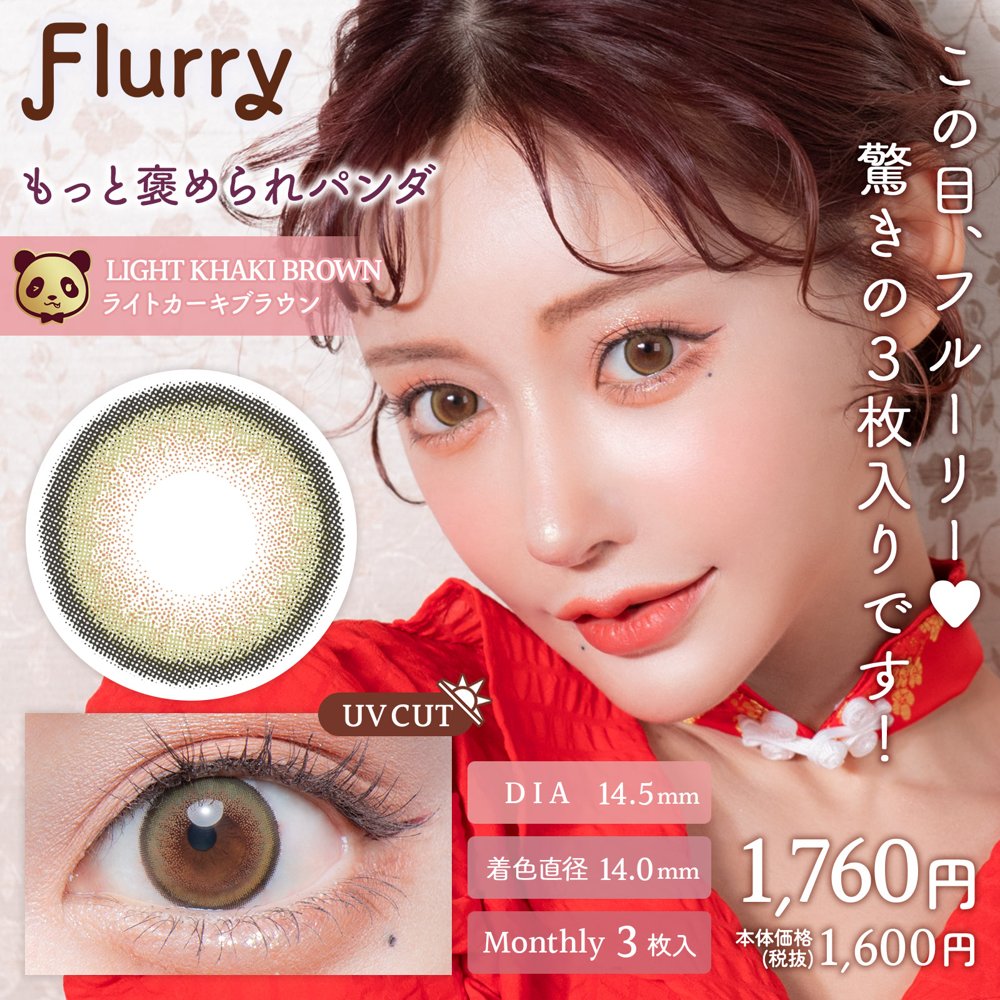 Flurry
もっと褒められパンダ
LIGHT KHAKI BROWN
ライトカーキブラウン
この目、フルーリー♥
驚きの3枚入りです!
UV CUT
DIA 14.5mm
着色直径 14.0mm
Monthly 3枚入
1,760円
本体価格
(税抜)1,600円